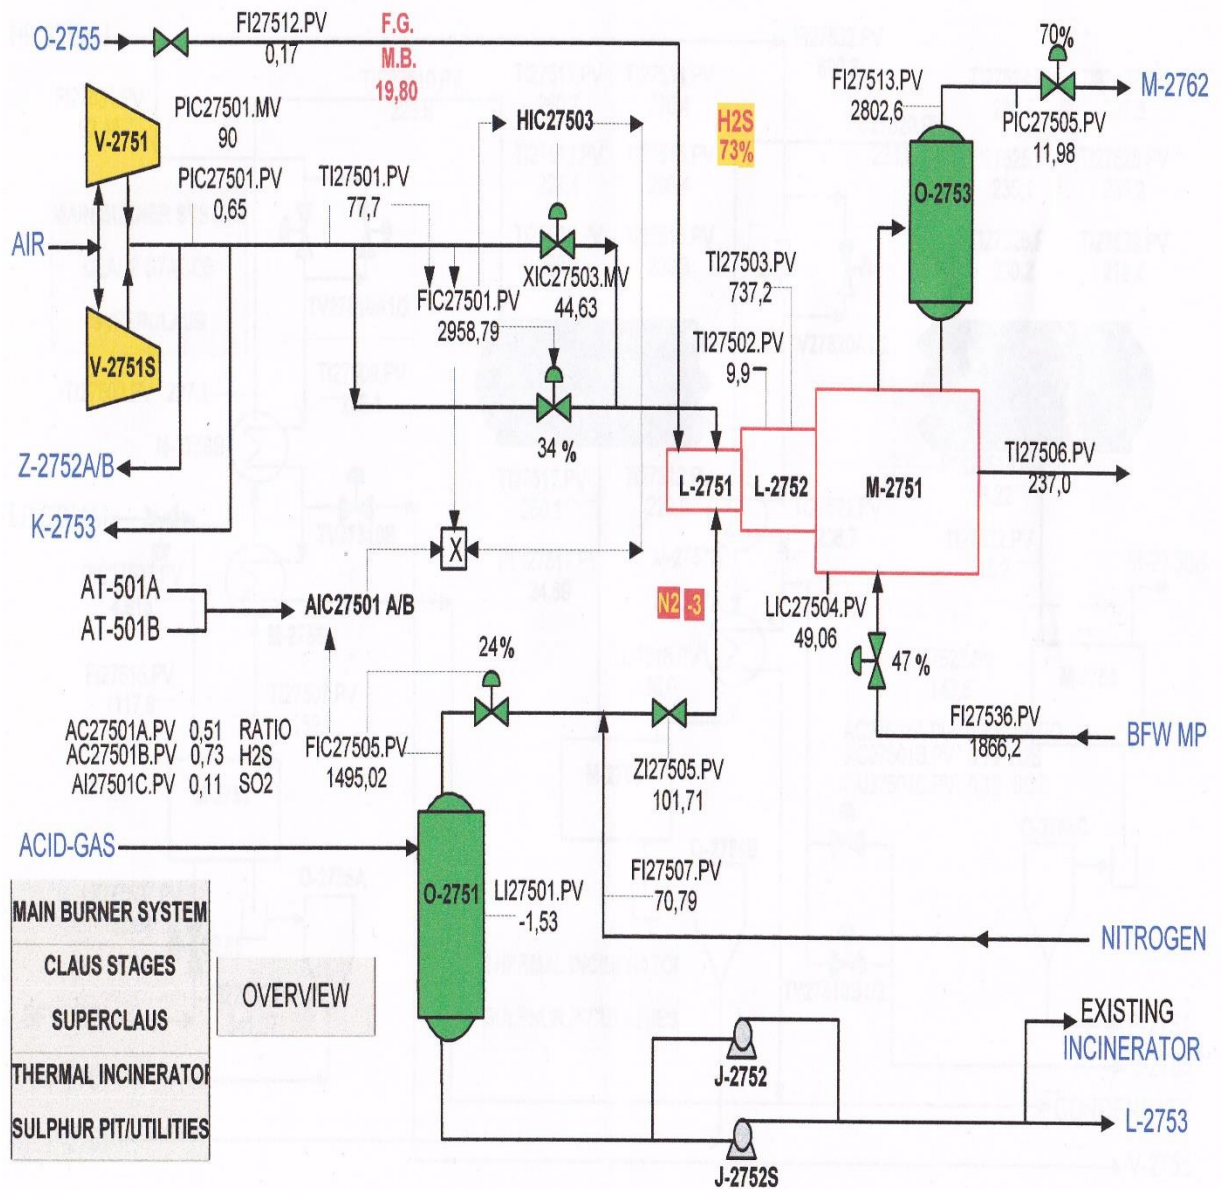 O-2755
FI27512.PV
0,17
F.G.
M.B.
19,80
70%
FI27513.PV
2802,6
M-2762
PIC27505.PV
11,98
V-2751
PIC27501.MV
90
HIC27503
H2S
73%
O-2753
PIC27501.PV
0,65
TI27501.PV
77,7
AIR
XIC27503.MV
44,63
TI27503.PV
737,2
FIC27501.PV
2958,79
TI27502.PV
9,9
V-2751S
34 %
Z-2752A/B
L-2751
L-2752
M-2751
TI27506.PV
237,0
K-2753
X
AT-501A
AT-501B
AIC27501 A/B
N2 -3
LIC27504.PV
49,06
24%
47 %
AC27501A.PV 0,51 RATIO
AC27501B.PV 0,73 H2S
AI27501C.PV 0,11 SO2
FIC27505.PV
1495,02
ZI27505.PV
101,71
FI27536.PV
1866,2
BFW MP
ACID-GAS
O-2751
LI27501.PV
-1,53
FI27507.PV
70,79
NITROGEN
MAIN BURNER SYSTEM
CLAUS STAGES
SUPERCLAUS
THERMAL INCINERATOR
SULPHUR PIT/UTILITIES
OVERVIEW
J-2752
J-2752S
EXISTING
INCINERATOR
L-2753